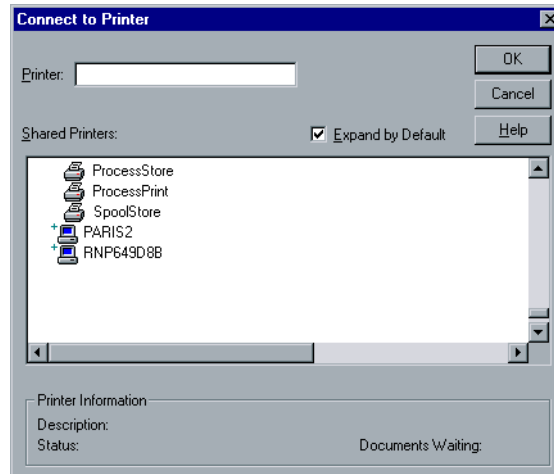 Connect to Printer
OK
Printer:
Cancel
Shared Printers:
Expand by Default
Help
ProcessStore
ProcessPrint
SpoolStore
PARIS2
RNP649D8B
Printer Information
Description:
Status:
Documents Waiting: